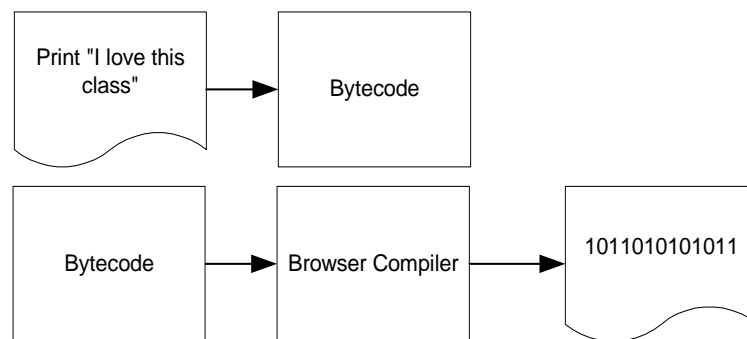 Print "I love this
class"
Bytecode
Bytecode
Browser Compiler
1011010101011